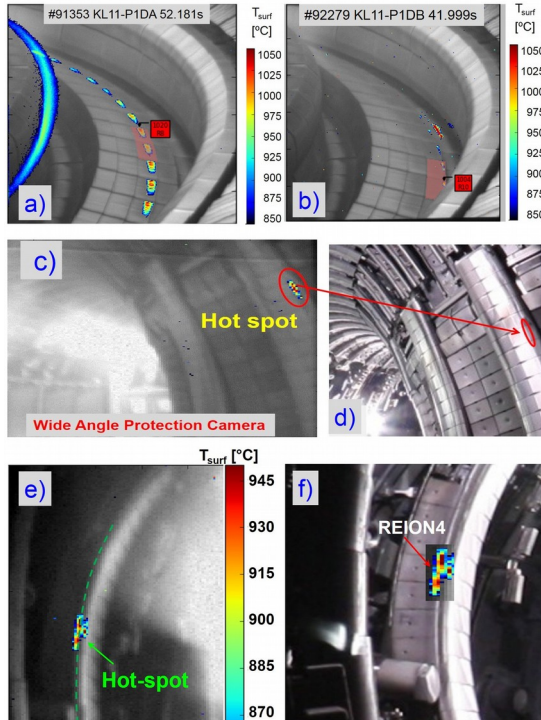 #91353 KL11-P1DA 52.181s
T_surf
[ºC]
1050
1025
1000
975
950
925
900
875
850
a)
#92279 KL11-P1DB 41.999s
T_surf
[ºC]
1050
1025
1000
975
950
925
900
875
850
b)
c)
Hot spot
Wide Angle Protection Camera
d)
T_surf [°C]
e)
945
930
915
900
885
870
Hot-spot
f)
REION4